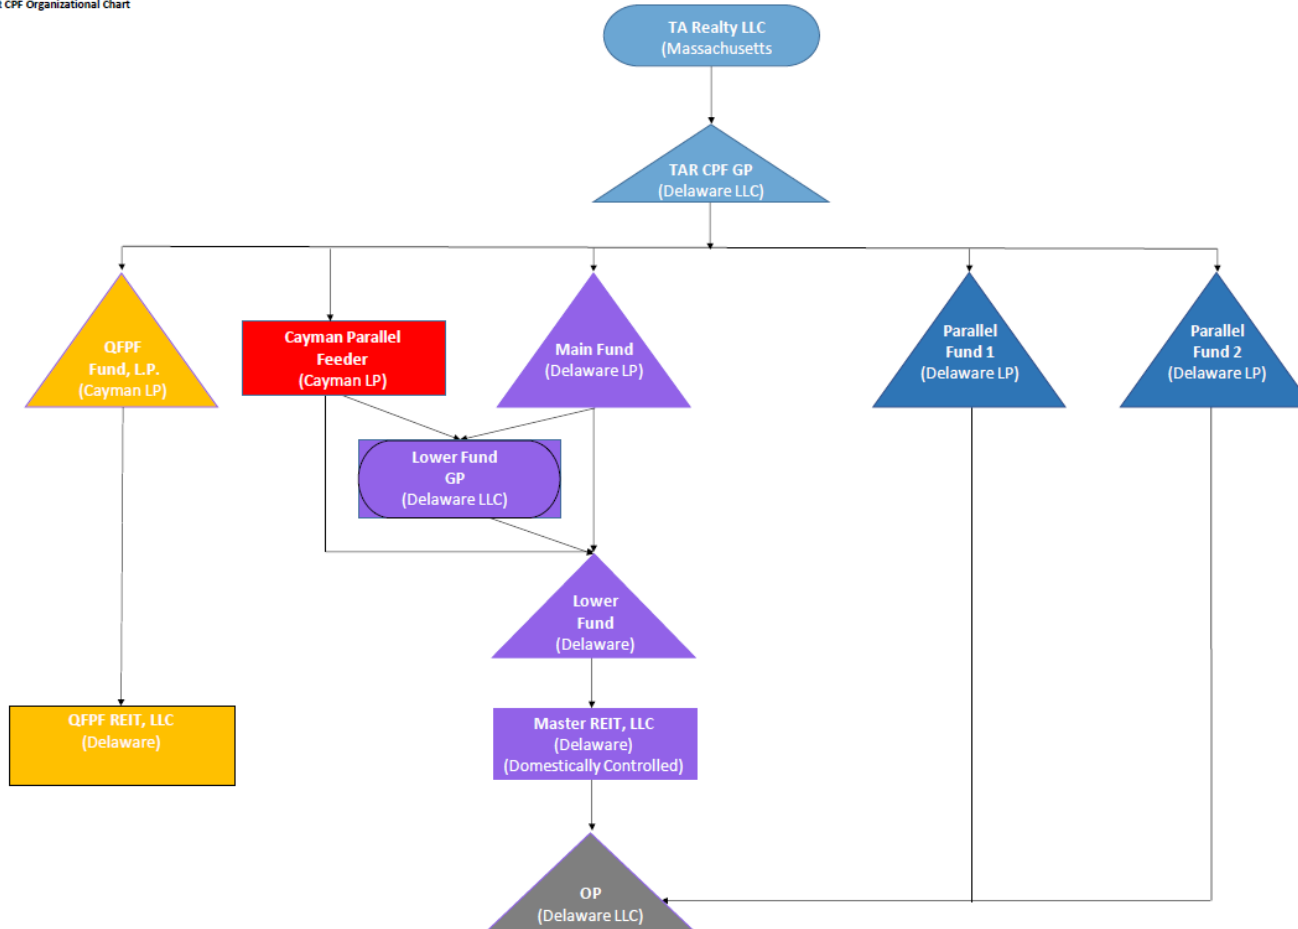 CPF Organizational Chart
TA Realty LLC
(Massachusetts
TAR CPF GP
(Delaware LLC)
QFPF
Fund, L.P.
(Cayman LP)
Cayman Parallel
Feeder
(Cayman LP)
Main Fund
(Delaware LP)
Parallel
Fund 1
(Delaware LP)
Parallel
Fund 2
(Delaware LP)
Lower Fund
GP
(Delaware LLC)
Lower
Fund
(Delaware)
QFPF REIT, LLC
(Delaware)
Master REIT, LLC
(Delaware)
(Domestically Controlled)
OP
(Delaware LLC)